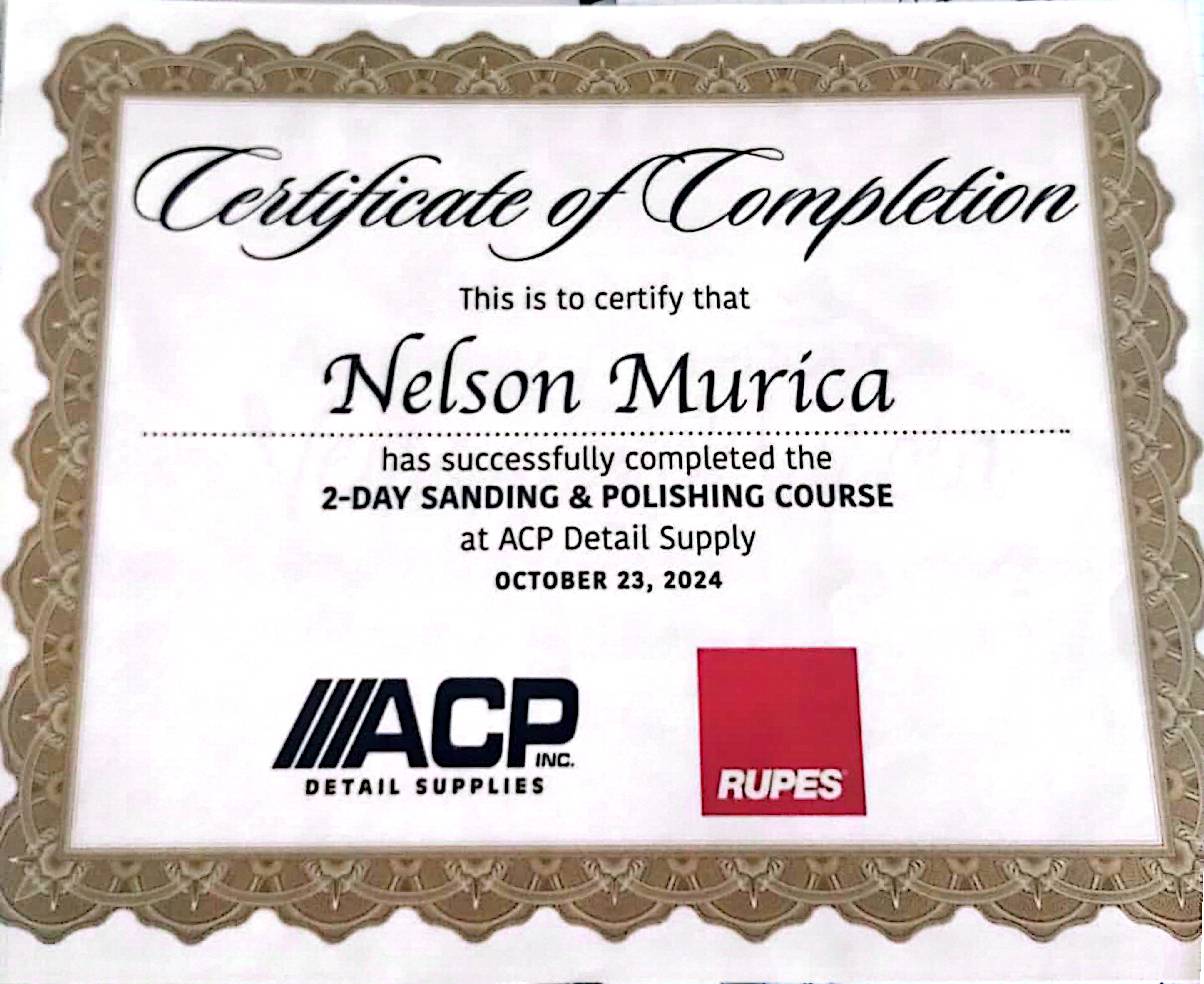 Certificate of Completion
This is to certify that
Nelson Murica
has successfully completed the
2-DAY SANDING & POLISHING COURSE
at ACP Detail Supply
OCTOBER 23, 2024
ACP INC.
DETAIL SUPPLIES
RUPES